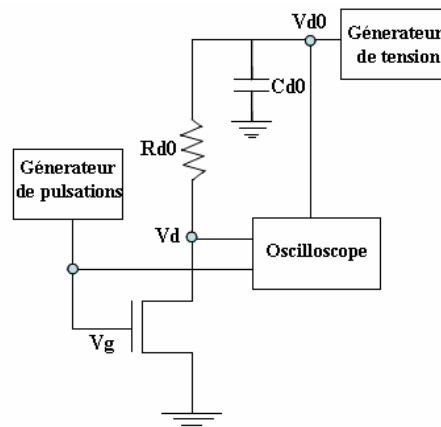 Vd0
Génerateur
de tension
Cd0
Rd0
Génerateur
de pulsations
Vd
Oscilloscope
Vg